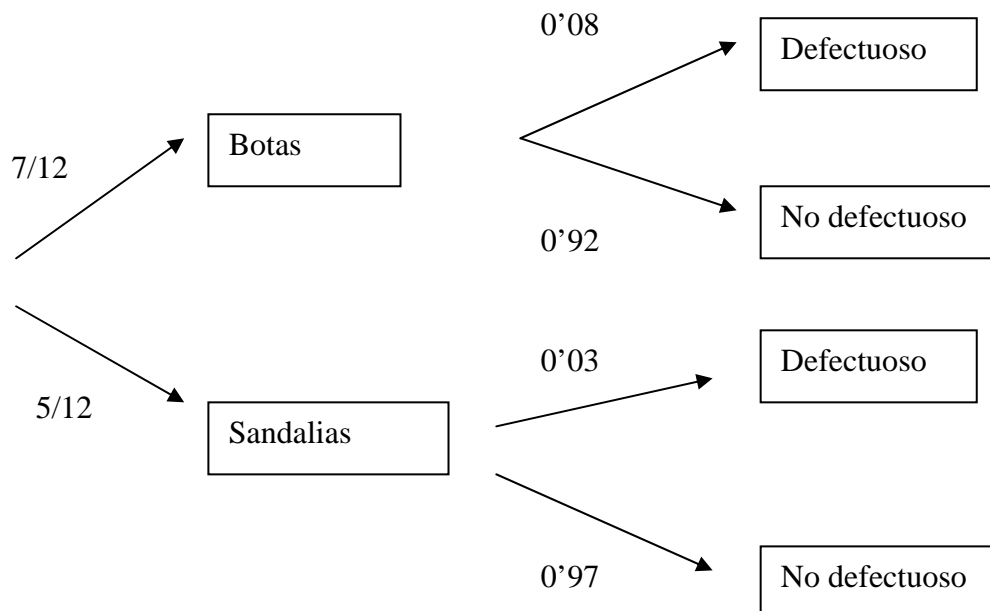 0’08
Defectuoso
Botas
7/12
No defectuoso
0’92
0’03
Defectuoso
5/12
Sandalias
0’97
No defectuoso